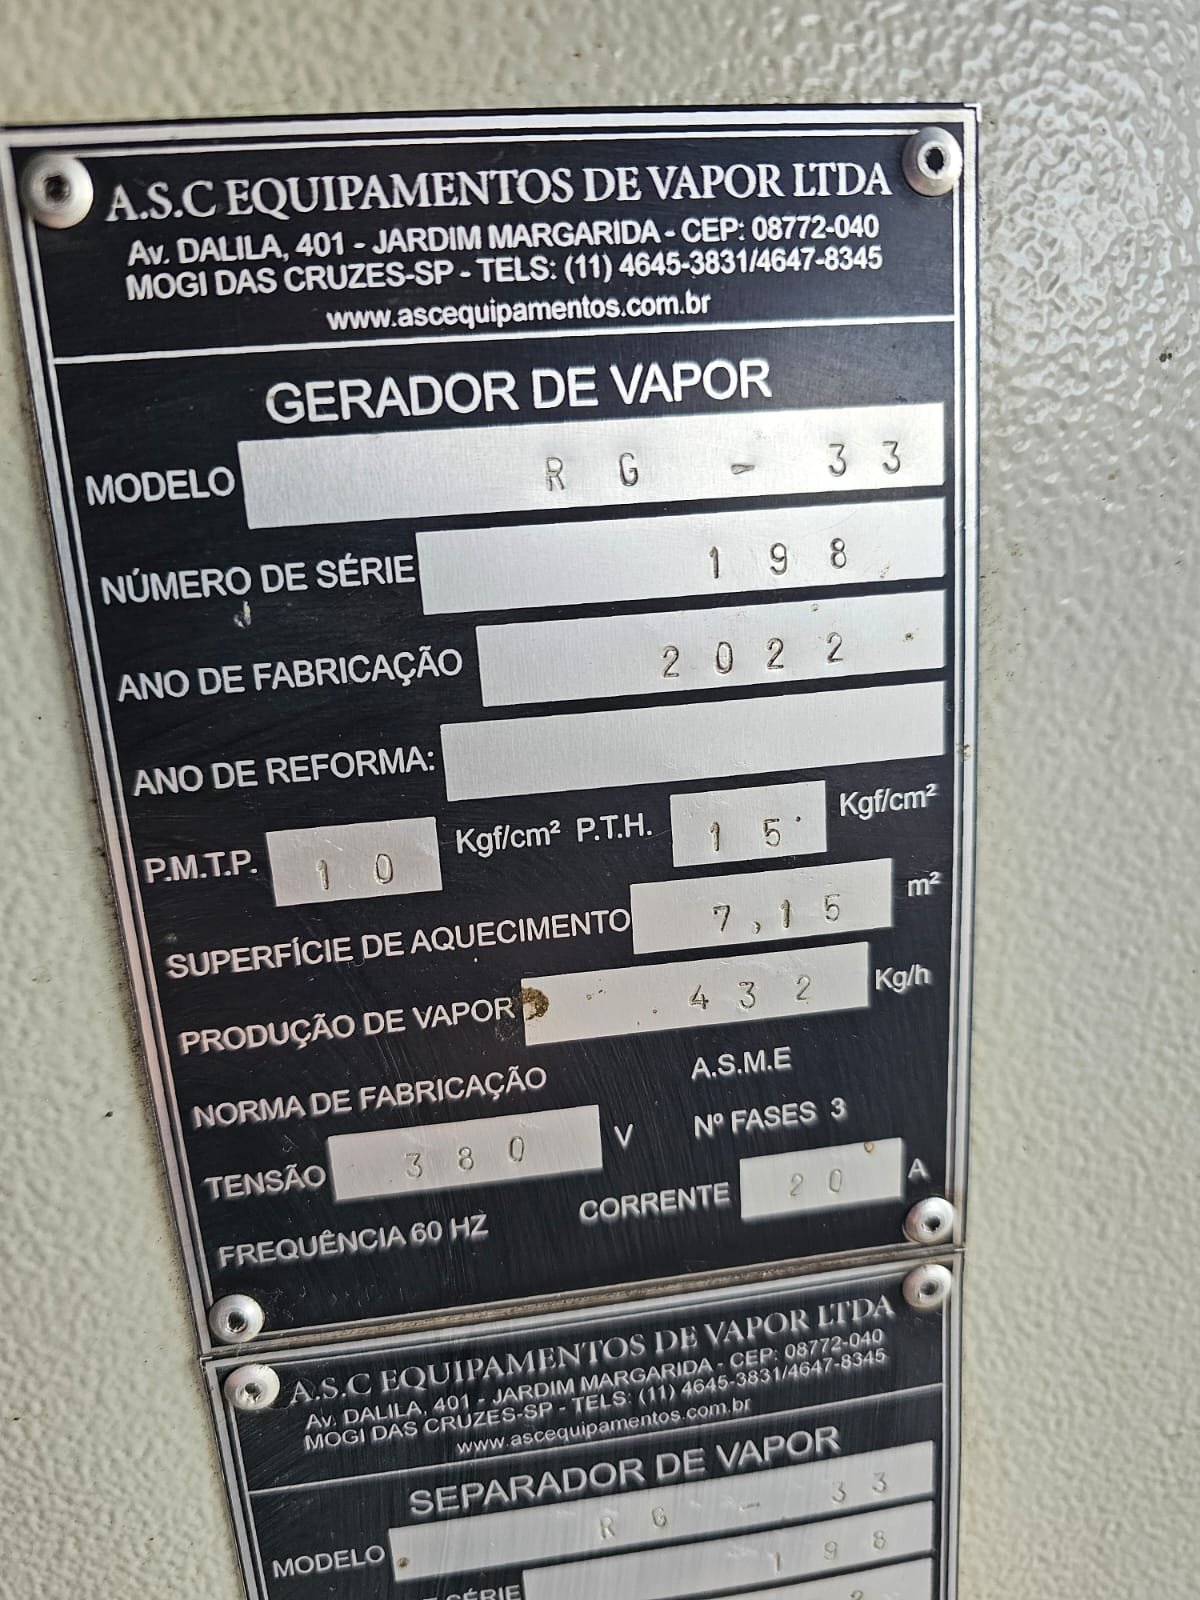 A.S.C EQUIPAMENTOS DE VAPOR LTDA
Av. DALILA, 401 - JARDIM MARGARIDA - CEP: 08772-040
MOGI DAS CRUZES-SP - TELS: (11) 4645-3831/4647-8345
www.ascequipamentos.com.br
GERADOR DE VAPOR
MODELO RG-33
NÚMERO DE SÉRIE 198
ANO DE FABRICAÇÃO 2022
ANO DE REFORMA:
P.M.T.P. 10 Kgf/cm² P.T.H. 15 Kgf/cm²
SUPERFÍCIE DE AQUECIMENTO 7,15 m²
PRODUÇÃO DE VAPOR 432 Kg/h
NORMA DE FABRICAÇÃO A.S.M.E
TENSÃO 380 V Nº FASES 3
FREQUÊNCIA 60 HZ CORRENTE 20 A
A.S.C EQUIPAMENTOS DE VAPOR LTDA
Av. DALILA, 401 - JARDIM MARGARIDA - CEP: 08772-040
MOGI DAS CRUZES-SP - TELS: (11) 4645-3831/4647-8345
www.ascequipamentos.com.br
SEPARADOR DE VAPOR
MODELO RG-33
SÉRIE 198